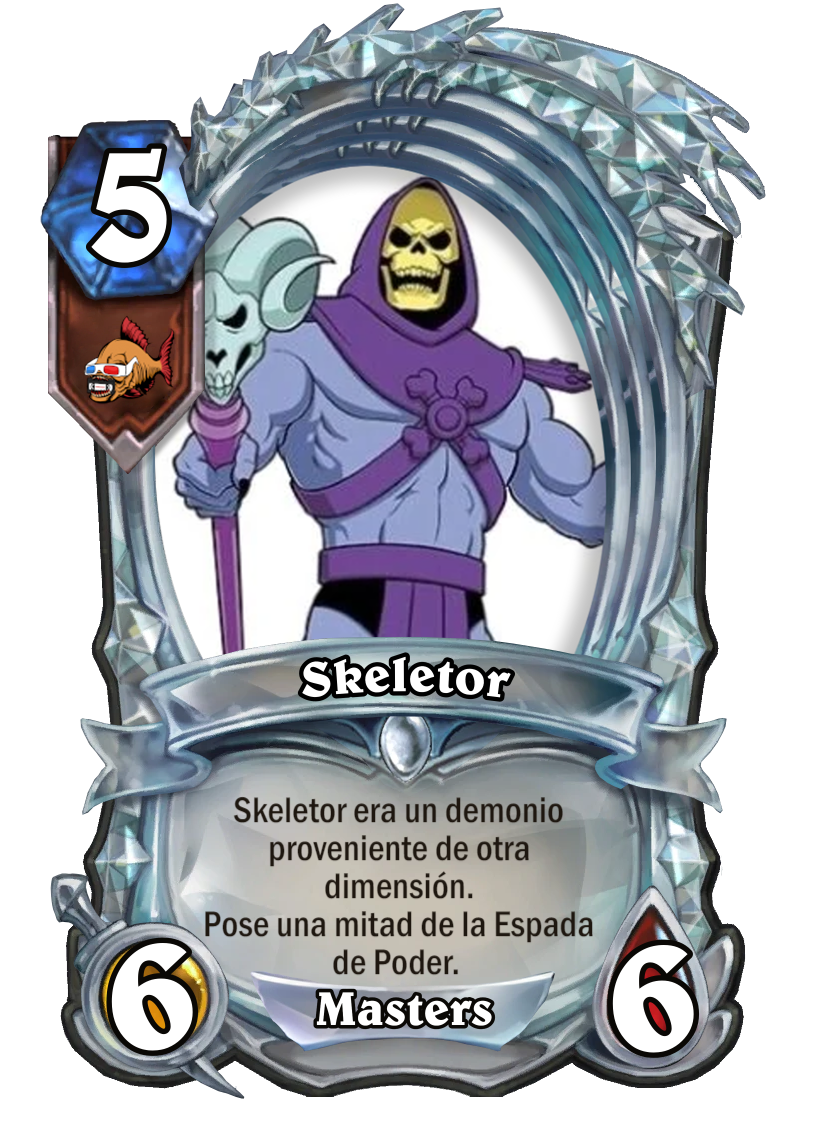 5
Skeletor
Skeletor era un demonio
proveniente de otra
dimensión.
Pose una mitad de la Espada
de Poder.
6
Masters
6